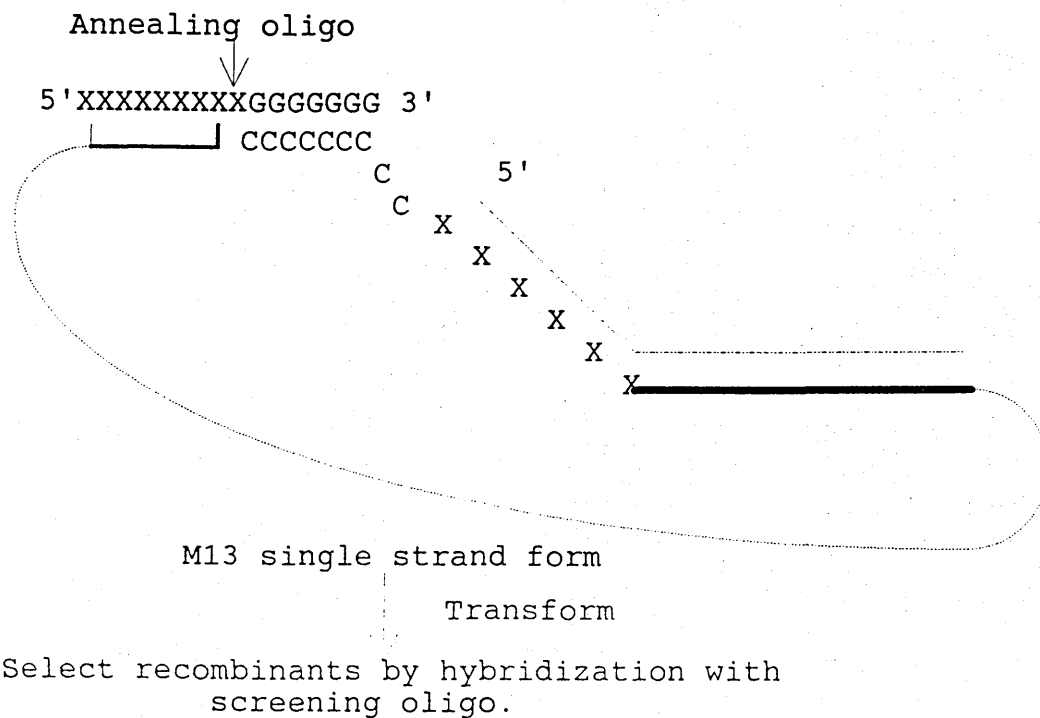 Annealing oligo
5'XXXXXXXXXGGGGGGG 3'
CCCCCCC
C
5'
C
X
X
X
X
X
X
M13 single strand form
Transform
Select recombinants by hybridization with
screening oligo.